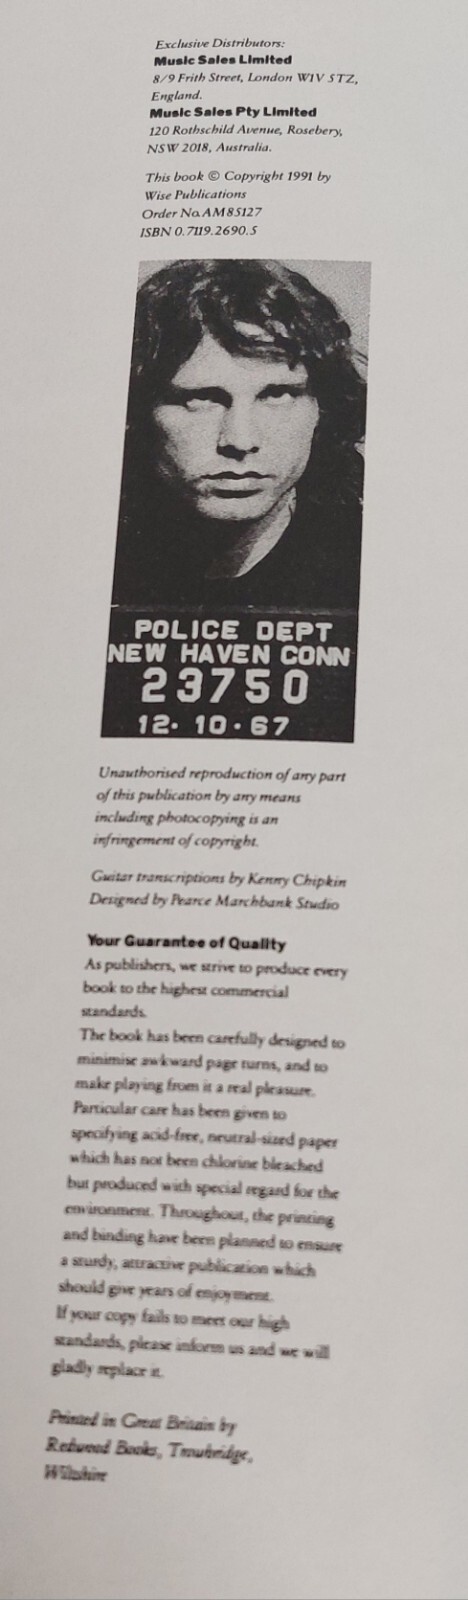 Exclusive Distributors:
Music Sales Limited
8/9 Frith Street, London W1V 5TZ,
England.
Music Sales Pty Limited
120 Rothschild Avenue, Rosebery,
NSW 2018, Australia.
This book © Copyright 1991 by
Wise Publications
Order No.AM85127
ISBN 0.7119.2690.5
POLICE DEPT
NEW HAVEN CONN
23750
12· 10 · 67
Unauthorised reproduction of any part
of this publication by any means
including photocopying is an
infringement of copyright.
Guitar transcriptions by Kenny Chipkin
Designed by Pearce Marchbank Studio
Your Guarantee of Quality
As publishers, we strive to produce every
book to the highest commercial
standards.
The book has been carefully designed to
minimise awkward page turns, and to
make playing from it a real pleasure.
Particular care has been given to
specifying acid-free, neutral-sized paper
which has not been chlorine bleached
but produced with special regard for the
environment. Throughout, the printing
and binding have been planned to ensure
a sturdy, attractive publication which
should give years of enjoyment.
If your copy fails to meet our high
standards, please inform us and we will
gladly replace it.
Printed in Great Britain by
Redwood Books, Trowbridge,
Wiltshire